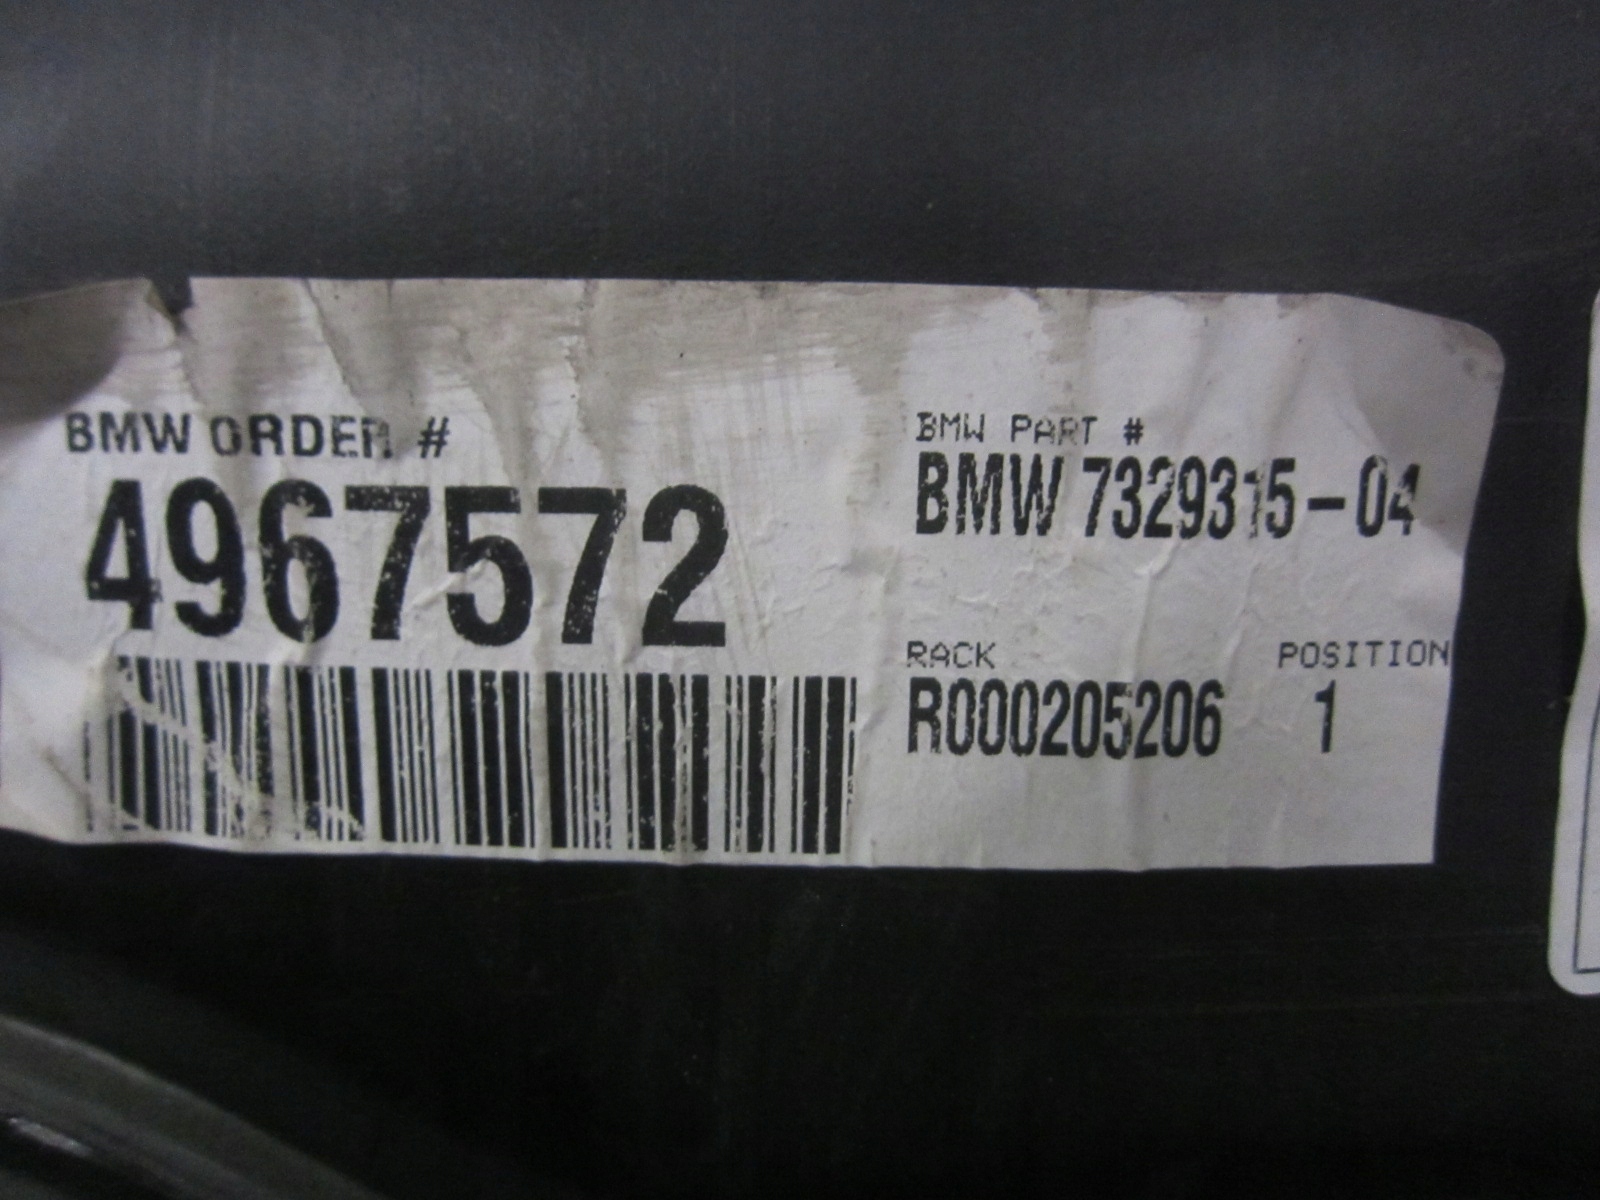 BMW ORDER #
4967572
BMW PART #
BMW 7329315-04
RACK POSITION
R000205206 1